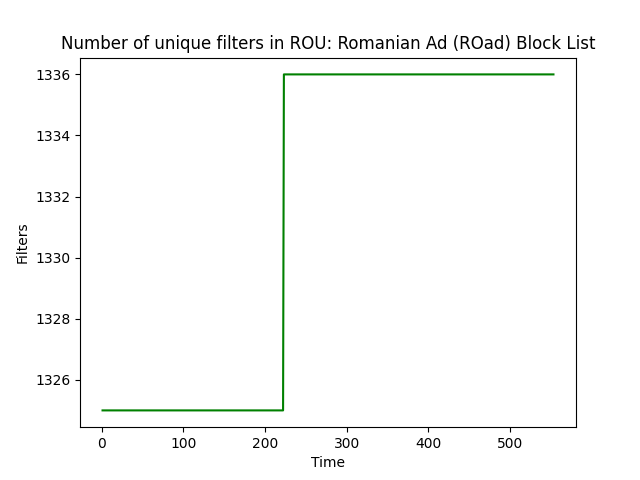 Number of unique filters in ROU: Romanian Ad (ROad) Block List
1336
1334
1332
1330
1328
1326
Filters
0 100 200 300 400 500
Time